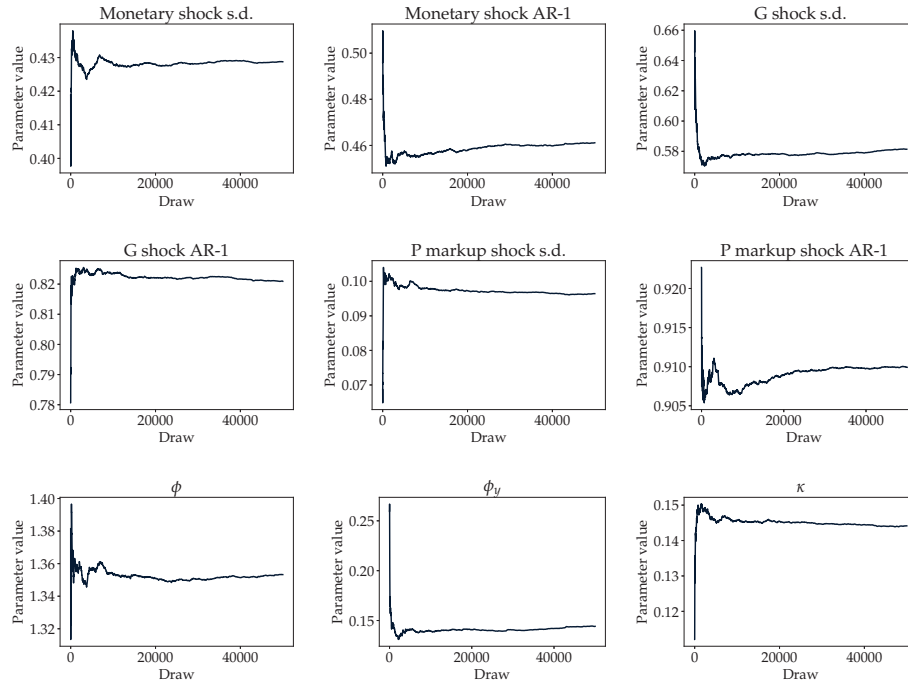 Monetary shock s.d.
Parameter value
0.43
0.42
0.41
0.40
0 20000 40000
Draw
Monetary shock AR-1
Parameter value
0.50
0.48
0.46
0 20000 40000
Draw
G shock s.d.
Parameter value
0.66
0.64
0.62
0.60
0.58
0 20000 40000
Draw
G shock AR-1
Parameter value
0.82
0.81
0.80
0.79
0.78
0 20000 40000
Draw
P markup shock s.d.
Parameter value
0.10
0.09
0.08
0.07
0 20000 40000
Draw
P markup shock AR-1
Parameter value
0.920
0.915
0.910
0.905
0 20000 40000
Draw
ϕ
Parameter value
1.40
1.38
1.36
1.34
1.32
0 20000 40000
Draw
ϕ_y
Parameter value
0.25
0.20
0.15
0 20000 40000
Draw
κ
Parameter value
0.15
0.14
0.13
0.12
0 20000 40000
Draw